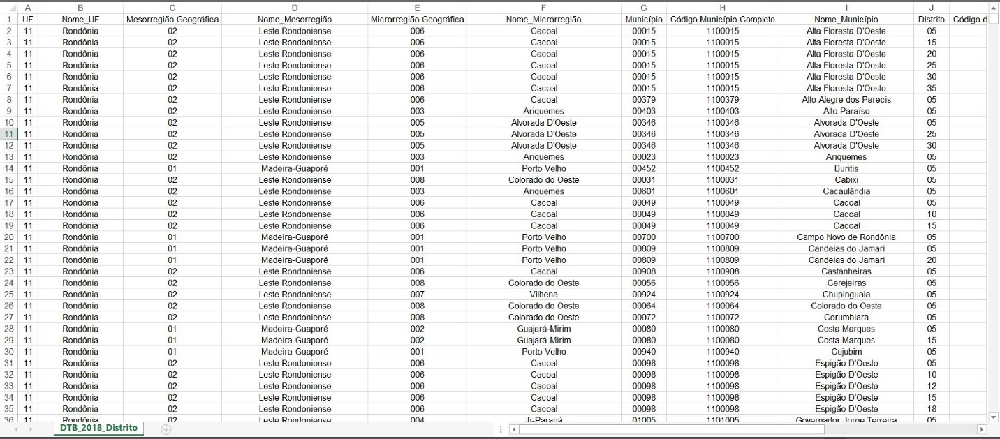 A B C D E F G H I J
1 UF Nome_UF Mesorregião Geográfica Nome_Mesorregião Microrregião Geográfica Nome_Microrregião Município Código Município Completo Nome_Município Distrito Código d
2 11 Rondônia 02 Leste Rondoniense 006 Cacoal 00015 1100015 Alta Floresta D'Oeste 05
3 11 Rondônia 02 Leste Rondoniense 006 Cacoal 00015 1100015 Alta Floresta D'Oeste 15
4 11 Rondônia 02 Leste Rondoniense 006 Cacoal 00015 1100015 Alta Floresta D'Oeste 20
5 11 Rondônia 02 Leste Rondoniense 006 Cacoal 00015 1100015 Alta Floresta D'Oeste 25
6 11 Rondônia 02 Leste Rondoniense 006 Cacoal 00015 1100015 Alta Floresta D'Oeste 30
7 11 Rondônia 02 Leste Rondoniense 006 Cacoal 00015 1100015 Alta Floresta D'Oeste 35
8 11 Rondônia 02 Leste Rondoniense 006 Cacoal 00379 1100379 Alto Alegre dos Parecis 05
9 11 Rondônia 02 Leste Rondoniense 003 Ariquemes 00403 1100403 Alto Paraíso 05
10 11 Rondônia 02 Leste Rondoniense 005 Alvorada D'Oeste 00346 1100346 Alvorada D'Oeste 05
11 11 Rondônia 02 Leste Rondoniense 005 Alvorada D'Oeste 00346 1100346 Alvorada D'Oeste 25
12 11 Rondônia 02 Leste Rondoniense 005 Alvorada D'Oeste 00346 1100346 Alvorada D'Oeste 30
13 11 Rondônia 02 Leste Rondoniense 003 Ariquemes 00023 1100023 Ariquemes 05
14 11 Rondônia 01 Madeira-Guaporé 001 Porto Velho 00452 1100452 Buritis 05
15 11 Rondônia 02 Leste Rondoniense 008 Colorado do Oeste 00031 1100031 Cabixi 05
16 11 Rondônia 02 Leste Rondoniense 003 Ariquemes 00601 1100601 Cacaulândia 05
17 11 Rondônia 02 Leste Rondoniense 006 Cacoal 00049 1100049 Cacoal 05
18 11 Rondônia 02 Leste Rondoniense 006 Cacoal 00049 1100049 Cacoal 10
19 11 Rondônia 02 Leste Rondoniense 006 Cacoal 00049 1100049 Cacoal 15
20 11 Rondônia 01 Madeira-Guaporé 001 Porto Velho 00700 1100700 Campo Novo de Rondônia 05
21 11 Rondônia 01 Madeira-Guaporé 001 Porto Velho 00809 1100809 Candeias do Jamari 05
22 11 Rondônia 01 Madeira-Guaporé 001 Porto Velho 00809 1100809 Candeias do Jamari 20
23 11 Rondônia 02 Leste Rondoniense 006 Cacoal 00908 1100908 Castanheiras 05
24 11 Rondônia 02 Leste Rondoniense 008 Colorado do Oeste 00056 1100056 Cerejeiras 05
25 11 Rondônia 02 Leste Rondoniense 007 Vilhena 00924 1100924 Chupinguaia 05
26 11 Rondônia 02 Leste Rondoniense 008 Colorado do Oeste 00064 1100064 Colorado do Oeste 05
27 11 Rondônia 02 Leste Rondoniense 008 Colorado do Oeste 00072 1100072 Corumbiara 05
28 11 Rondônia 01 Madeira-Guaporé 002 Guajará-Mirim 00080 1100080 Costa Marques 05
29 11 Rondônia 01 Madeira-Guaporé 002 Guajará-Mirim 00080 1100080 Costa Marques 15
30 11 Rondônia 01 Madeira-Guaporé 001 Porto Velho 00940 1100940 Cujubim 05
31 11 Rondônia 02 Leste Rondoniense 006 Cacoal 00098 1100098 Espigão D'Oeste 05
32 11 Rondônia 02 Leste Rondoniense 006 Cacoal 00098 1100098 Espigão D'Oeste 10
33 11 Rondônia 02 Leste Rondoniense 006 Cacoal 00098 1100098 Espigão D'Oeste 12
34 11 Rondônia 02 Leste Rondoniense 006 Cacoal 00098 1100098 Espigão D'Oeste 15
35 11 Rondônia 02 Leste Rondoniense 006 Cacoal 00098 1100098 Espigão D'Oeste 18
36 11 Rondônia 02 Leste Rondoniense 004 Ji-Paraná 01005 1101005 Governador Jorge Teixeira 05
DTB_2018_Distrito